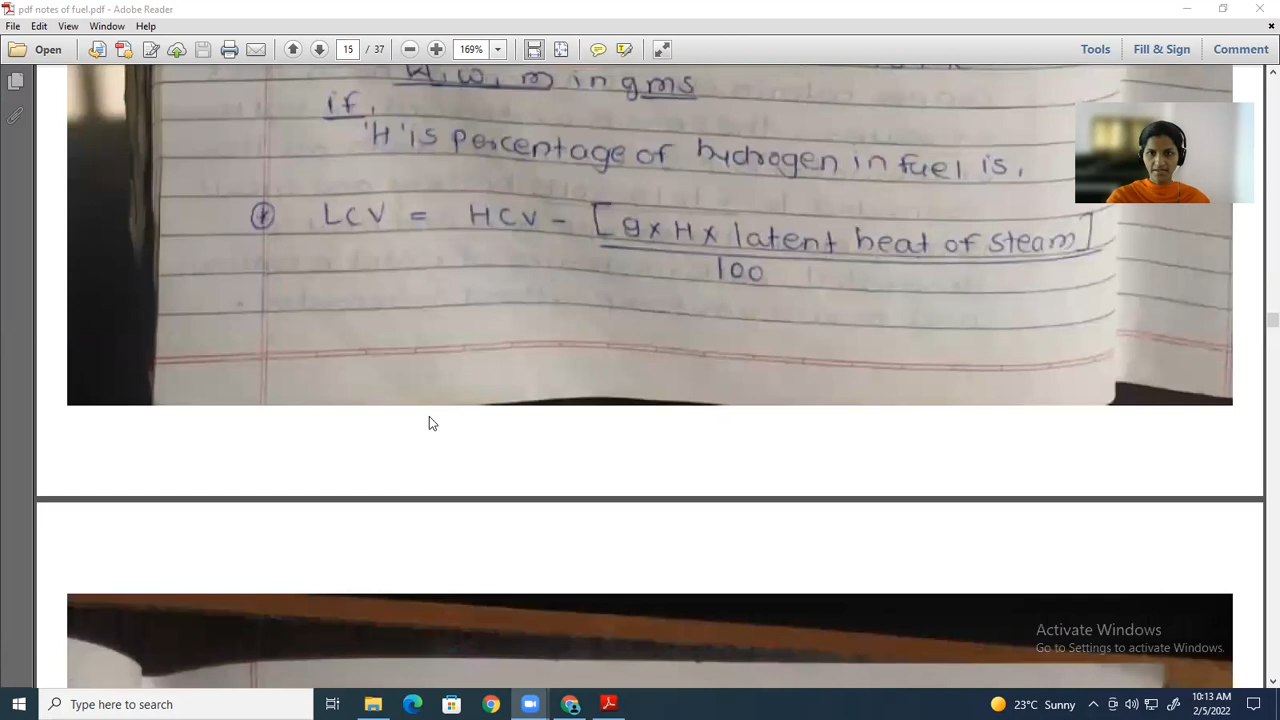 pdf notes of fuel.pdf - Adobe Reader
File Edit View Window Help
Open 15 / 37 169% Tools Fill & Sign Comment
H, W, m in gms
if,
'H' is percentage of hydrogen in fuel is,
LCV = HCV - [9 x H x latent heat of steam]
100
Activate Windows
Go to Settings to activate Windows.
Type here to search
23°C Sunny
10:13 AM
2/5/2022